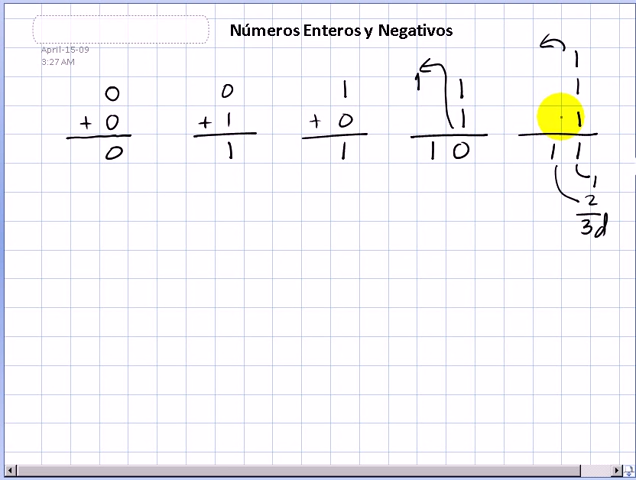 Números Enteros y Negativos
April-15-09
3:27 AM
0 0 1 1 1
+ 0 + 1 + 0 1 1
0 1 1 1 0 1
1
1 1
1
2
3d